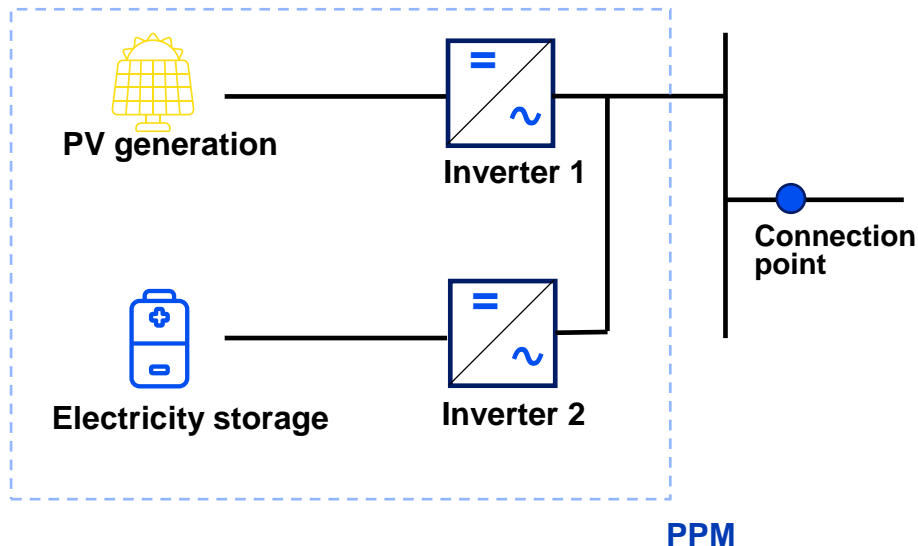 PV generation
Inverter 1
Connection
point
Electricity storage
Inverter 2
PPM